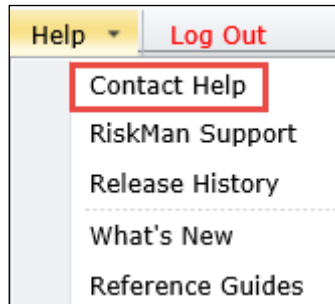 Help Log Out
Contact Help
RiskMan Support
Release History
What's New
Reference Guides